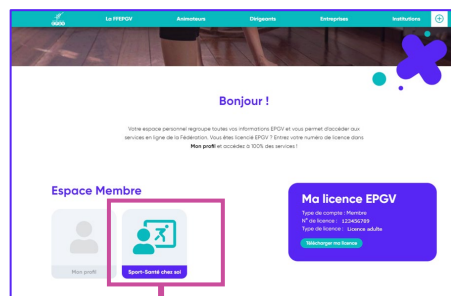 La FFEPGV
Animateurs
Dirigeants
Entreprises
Institutions
Bonjour !
Votre espace personnel regroupe toutes vos informations EPGV et vous permet d'accéder aux
services en ligne de la Fédération. Vous êtes licencié EPGV ? Entrez votre numéro de licence dans
Mon profil et accédez à 100% des services !
Espace Membre
Mon profil
Sport-Santé chez soi
Ma licence EPGV
Type de compte : Membre
N° de licence : 123456789
Type de licence : Licence adulte
Télécharger ma licence